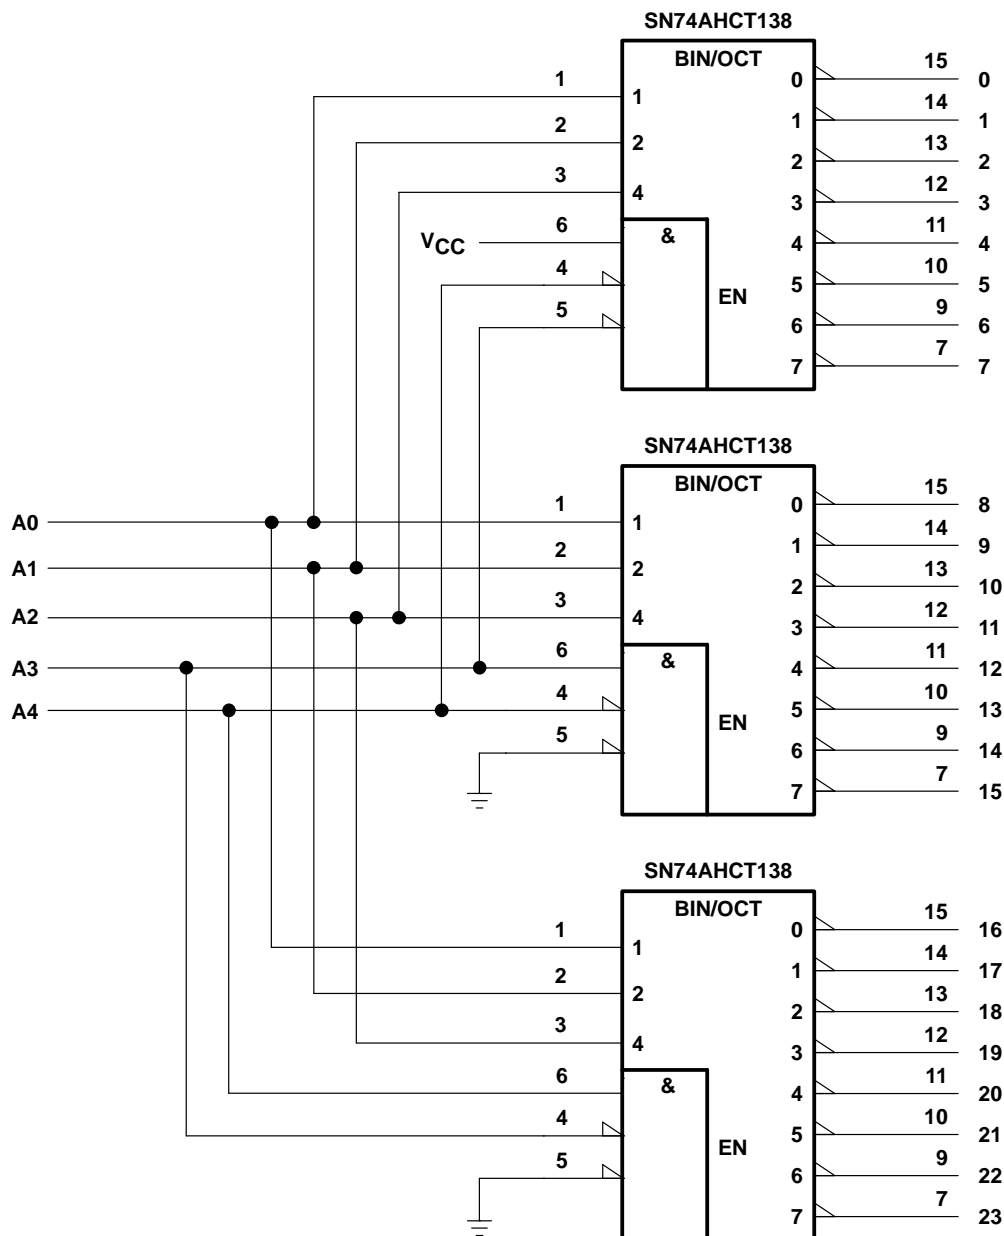 SN74AHCT138
BIN/OCT
0 15 0
1 1
1 14 1
2 2
2 13 2
3 4
3 12 3
VCC 6 &
4 11 4
4
5 10 5
EN
5
6 9 6
7 7 7
SN74AHCT138
BIN/OCT
0 15 8
A0 1 1
1 14 9
A1 2 2
2 13 10
A2 3 4
3 12 11
A3 6 &
4 11 12
A4 4
5 10 13
EN
5
6 9 14
7 7 15
SN74AHCT138
BIN/OCT
0 15 16
1 1
1 14 17
2 2
2 13 18
3 4
3 12 19
6 &
4 11 20
4
5 10 21
EN
5
6 9 22
7 7 23